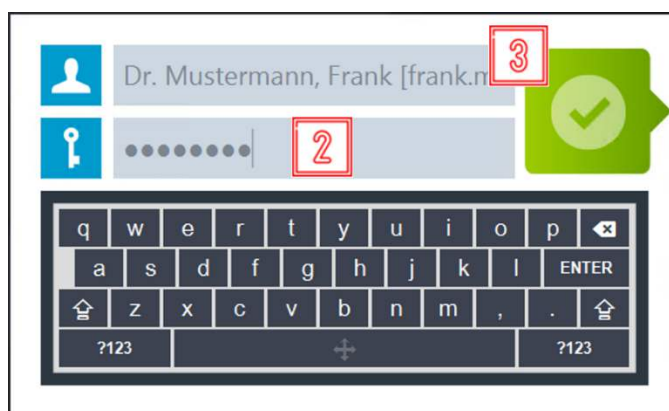 Dr. Mustermann, Frank [frank.m
3
●●●●●●●●
2
q w e r t y u i o p
a s d f g h j k l ENTER
z x c v b n m , .
?123 ?123